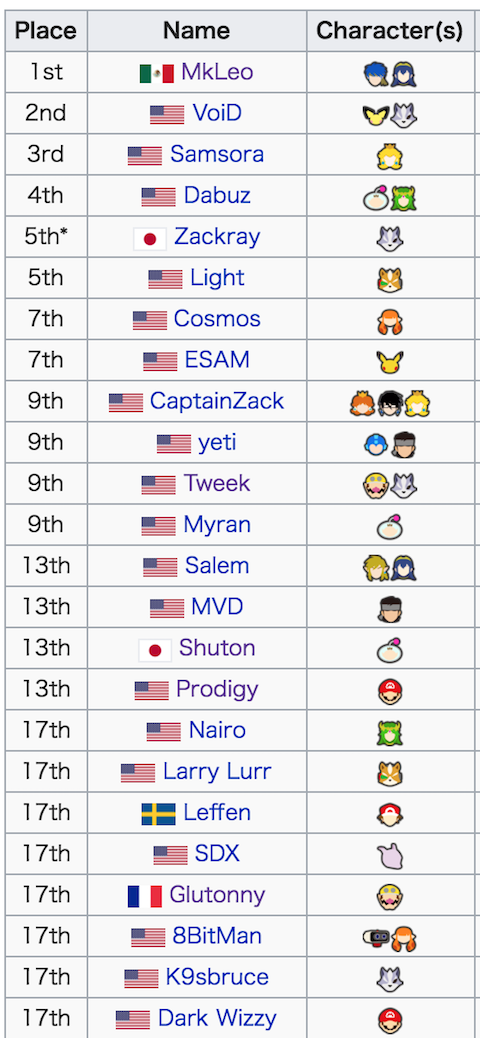 Place Name Character(s)
1st MkLeo
2nd VoiD
3rd Samsora
4th Dabuz
5th* Zackray
5th Light
7th Cosmos
7th ESAM
9th CaptainZack
9th yeti
9th Tweek
9th Myran
13th Salem
13th MVD
13th Shuton
13th Prodigy
17th Nairo
17th Larry Lurr
17th Leffen
17th SDX
17th Glutonny
17th 8BitMan
17th K9sbruce
17th Dark Wizzy